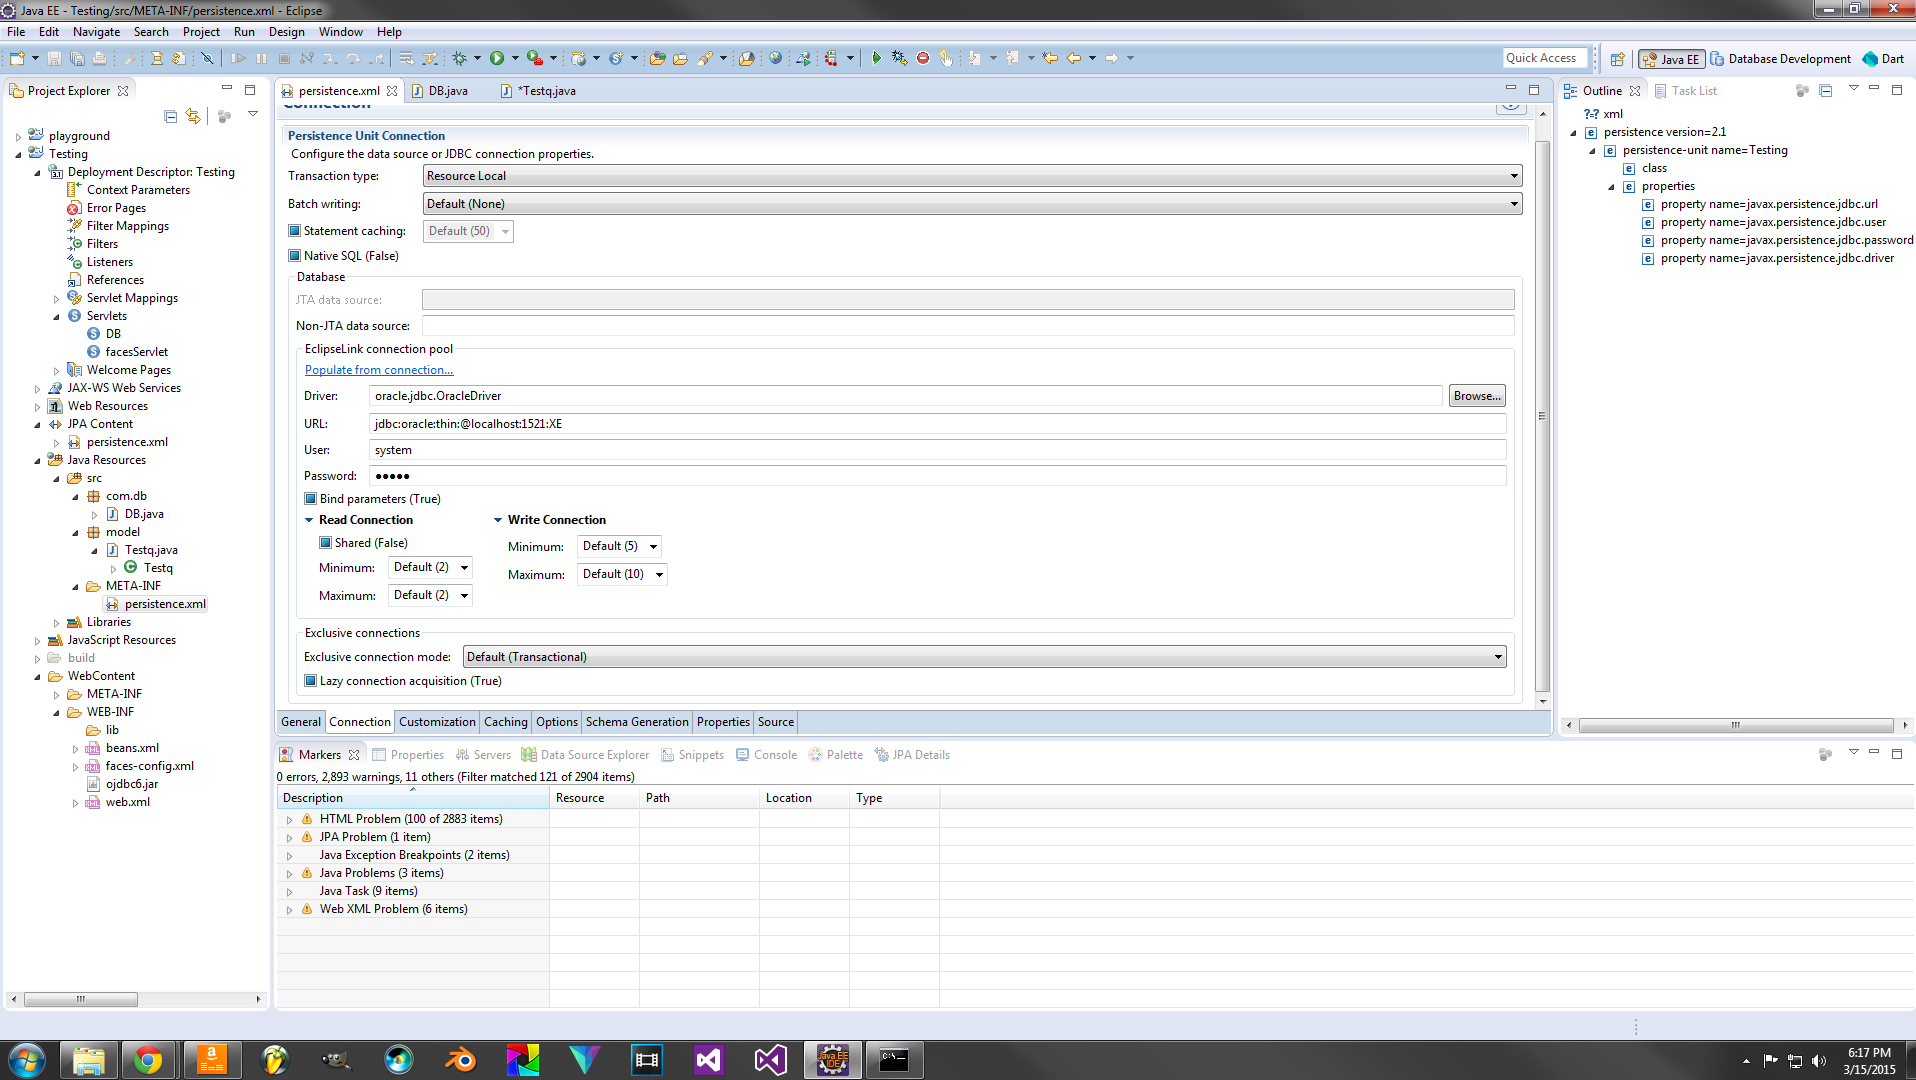 Java EE - Testing/src/META-INF/persistence.xml - Eclipse
File Edit Navigate Search Project Run Design Window Help
Quick Access
Java EE
Database Development
Dart
Project Explorer
playground
Testing
Deployment Descriptor: Testing
Context Parameters
Error Pages
Filter Mappings
Filters
Listeners
References
Servlet Mappings
Servlets
DB
facesServlet
Welcome Pages
JAX-WS Web Services
Web Resources
JPA Content
persistence.xml
Java Resources
src
com.db
DB.java
model
Testq.java
Testq
META-INF
persistence.xml
Libraries
JavaScript Resources
build
WebContent
META-INF
WEB-INF
lib
beans.xml
faces-config.xml
ojdbc6.jar
web.xml
persistence.xml
DB.java
*Testq.java
Connection
Persistence Unit Connection
Configure the data source or JDBC connection properties.
Transaction type: Resource Local
Batch writing: Default (None)
Statement caching: Default (50)
Native SQL (False)
Database
JTA data source:
Non-JTA data source:
EclipseLink connection pool
Populate from connection...
Driver: oracle.jdbc.OracleDriver Browse...
URL: jdbc:oracle:thin:@localhost:1521:XE
User: system
Password: ●●●●●
Bind parameters (True)
Read Connection Write Connection
Shared (False)
Minimum: Default (5)
Minimum: Default (2)
Maximum: Default (10)
Maximum: Default (2)
Exclusive connections
Exclusive connection mode: Default (Transactional)
Lazy connection acquisition (True)
General Connection Customization Caching Options Schema Generation Properties Source
Outline
Task List
xml
persistence version=2.1
persistence-unit name=Testing
class
properties
property name=javax.persistence.jdbc.url
property name=javax.persistence.jdbc.user
property name=javax.persistence.jdbc.password
property name=javax.persistence.jdbc.driver
Markers Properties Servers Data Source Explorer Snippets Console Palette JPA Details
0 errors, 2,893 warnings, 11 others (Filter matched 121 of 2904 items)
Description Resource Path Location Type
HTML Problem (100 of 2883 items)
JPA Problem (1 item)
Java Exception Breakpoints (2 items)
Java Problems (3 items)
Java Task (9 items)
Web XML Problem (6 items)
Java EE
IDE
C:\
6:17 PM
3/15/2015